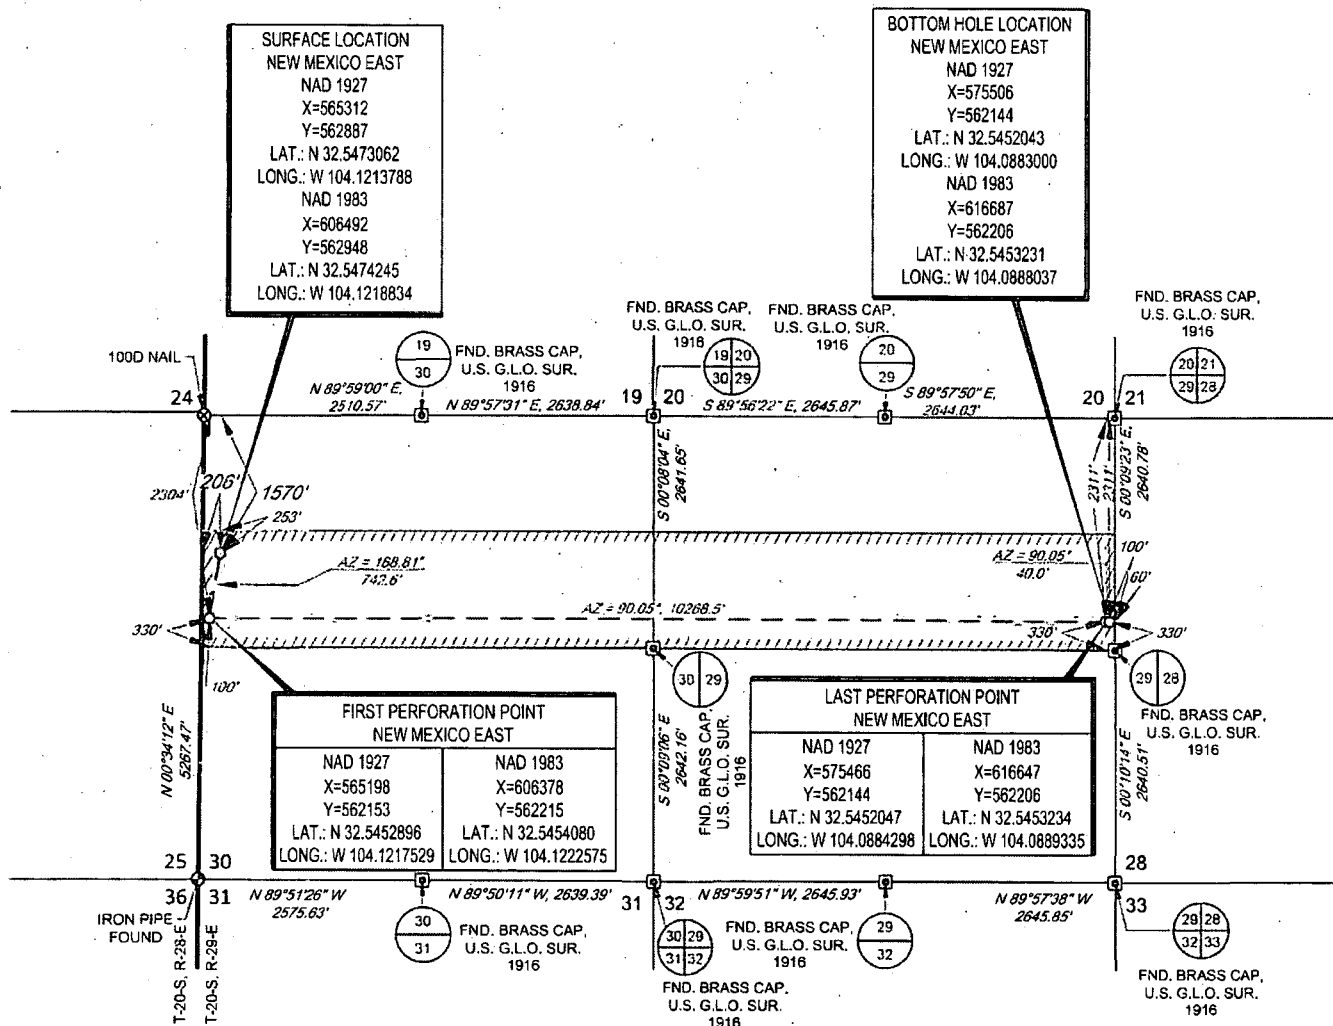 SURFACE LOCATION
NEW MEXICO EAST
NAD 1927
X=565312
Y=562887
LAT.: N 32.5473062
LONG.: W 104.1213788
NAD 1983
X=606492
Y=562948
LAT.: N 32.5474245
LONG.: W 104.1218834
BOTTOM HOLE LOCATION
NEW MEXICO EAST
NAD 1927
X=575506
Y=562144
LAT.: N 32.5452043
LONG.: W 104.0883000
NAD 1983
X=616687
Y=562206
LAT.: N 32.5453231
LONG.: W 104.0888037
100D NAIL
24
19
30
FND. BRASS CAP,
U.S. G.L.O. SUR.
1916
N 89°59'00" E,
2510.57'
N 89°57'31" E, 2638.84'
FND. BRASS CAP,
U.S. G.L.O. SUR.
1916
19 20
30 29
19 20
FND. BRASS CAP,
U.S. G.L.O. SUR.
1916
20
29
S 89°56'22" E, 2645.87'
S 89°57'50" E,
2644.03'
FND. BRASS CAP,
U.S. G.L.O. SUR.
1916
20 21
29 28
20 21
2304'
206'
1570'
253'
S 00°08'04" E,
2641.65'
2311'
2311'
S 00°09'23" E,
2640.78'
AZ = 168.81°
742.6'
AZ = 90.05°
40.0'
100'
60'
AZ = 90.05°, 10268.5'
330'
100'
330'
330'
30 29
FND. BRASS CAP,
U.S. G.L.O. SUR.
1916
29 28
FND. BRASS CAP,
U.S. G.L.O. SUR.
1916
N 00°34'12" E
5267.47'
FIRST PERFORATION POINT
NEW MEXICO EAST
NAD 1927
X=565198
Y=562153
LAT.: N 32.5452896
LONG.: W 104.1217529
NAD 1983
X=606378
Y=562215
LAT.: N 32.5454080
LONG.: W 104.1222575
S 00°09'06" E
2642.16'
LAST PERFORATION POINT
NEW MEXICO EAST
NAD 1927
X=575466
Y=562144
LAT.: N 32.5452047
LONG.: W 104.0884298
NAD 1983
X=616647
Y=562206
LAT.: N 32.5453234
LONG.: W 104.0889335
S 00°10'14" E
2640.51'
25 30
36 31
IRON PIPE
FOUND
T-20-S, R-28-E
T-20-S, R-29-E
N 89°51'26" W
2575.63'
30
31
FND. BRASS CAP,
U.S. G.L.O. SUR.
1916
N 89°50'11" W, 2639.39'
31 32
30 29
31 32
FND. BRASS CAP,
U.S. G.L.O. SUR.
1916
N 89°59'51" W, 2645.93'
FND. BRASS CAP,
U.S. G.L.O. SUR.
1916
29
32
N 89°57'38" W
2645.85'
28
33
29 28
32 33
FND. BRASS CAP,
U.S. G.L.O. SUR.
1916